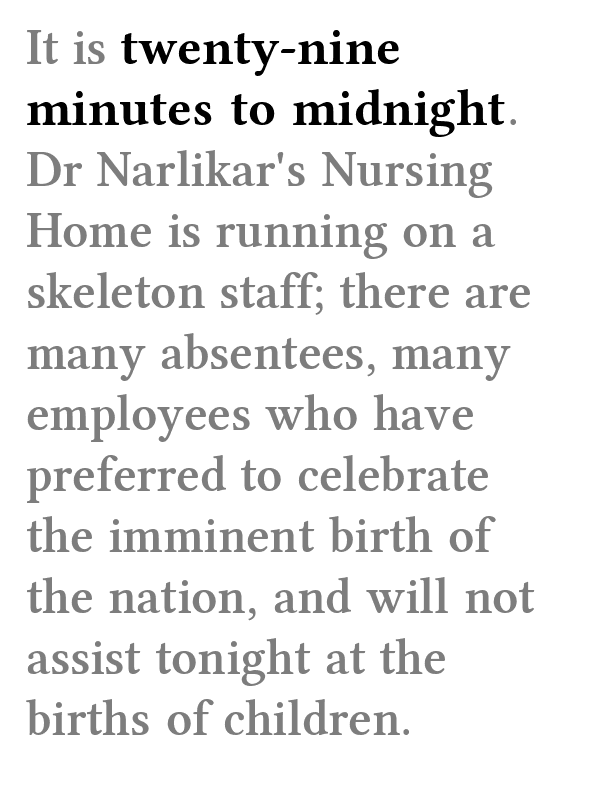 It is twenty-nine
minutes to midnight.
Dr Narlikar's Nursing
Home is running on a
skeleton staff; there are
many absentees, many
employees who have
preferred to celebrate
the imminent birth of
the nation, and will not
assist tonight at the
births of children.